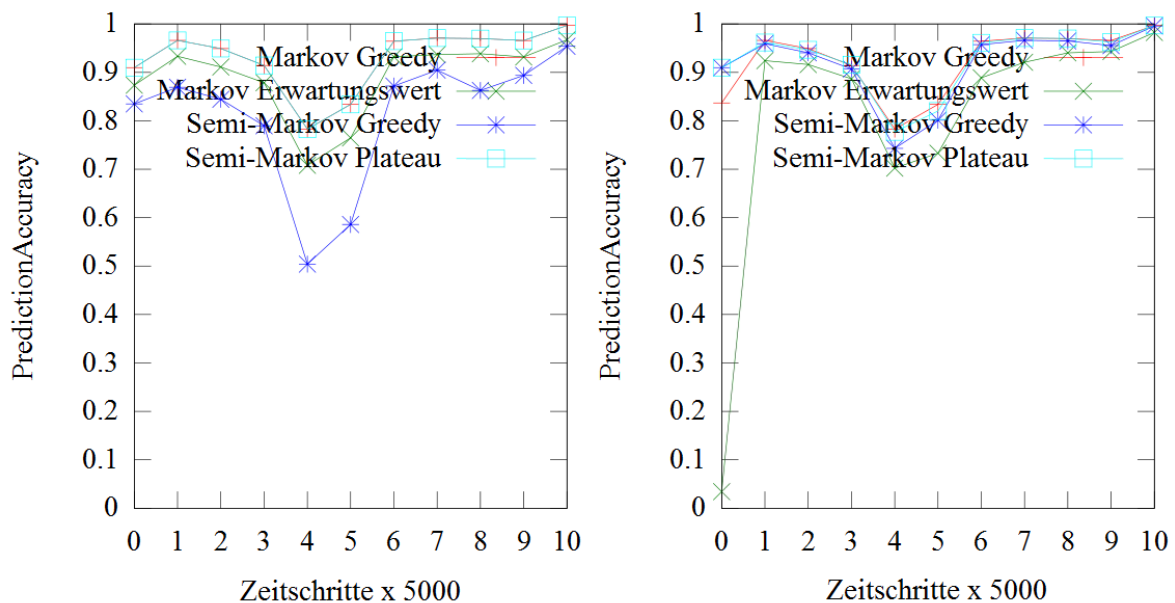 1
0.9
0.8
0.7
0.6
0.5
0.4
0.3
0.2
0.1
0
PredictionAccuracy
Markov Greedy
Markov Erwartungswert
Semi-Markov Greedy
Semi-Markov Plateau
0 1 2 3 4 5 6 7 8 9 10
Zeitschritte x 5000
1
0.9
0.8
0.7
0.6
0.5
0.4
0.3
0.2
0.1
0
PredictionAccuracy
Markov Greedy
Markov Erwartungswert
Semi-Markov Greedy
Semi-Markov Plateau
0 1 2 3 4 5 6 7 8 9 10
Zeitschritte x 5000